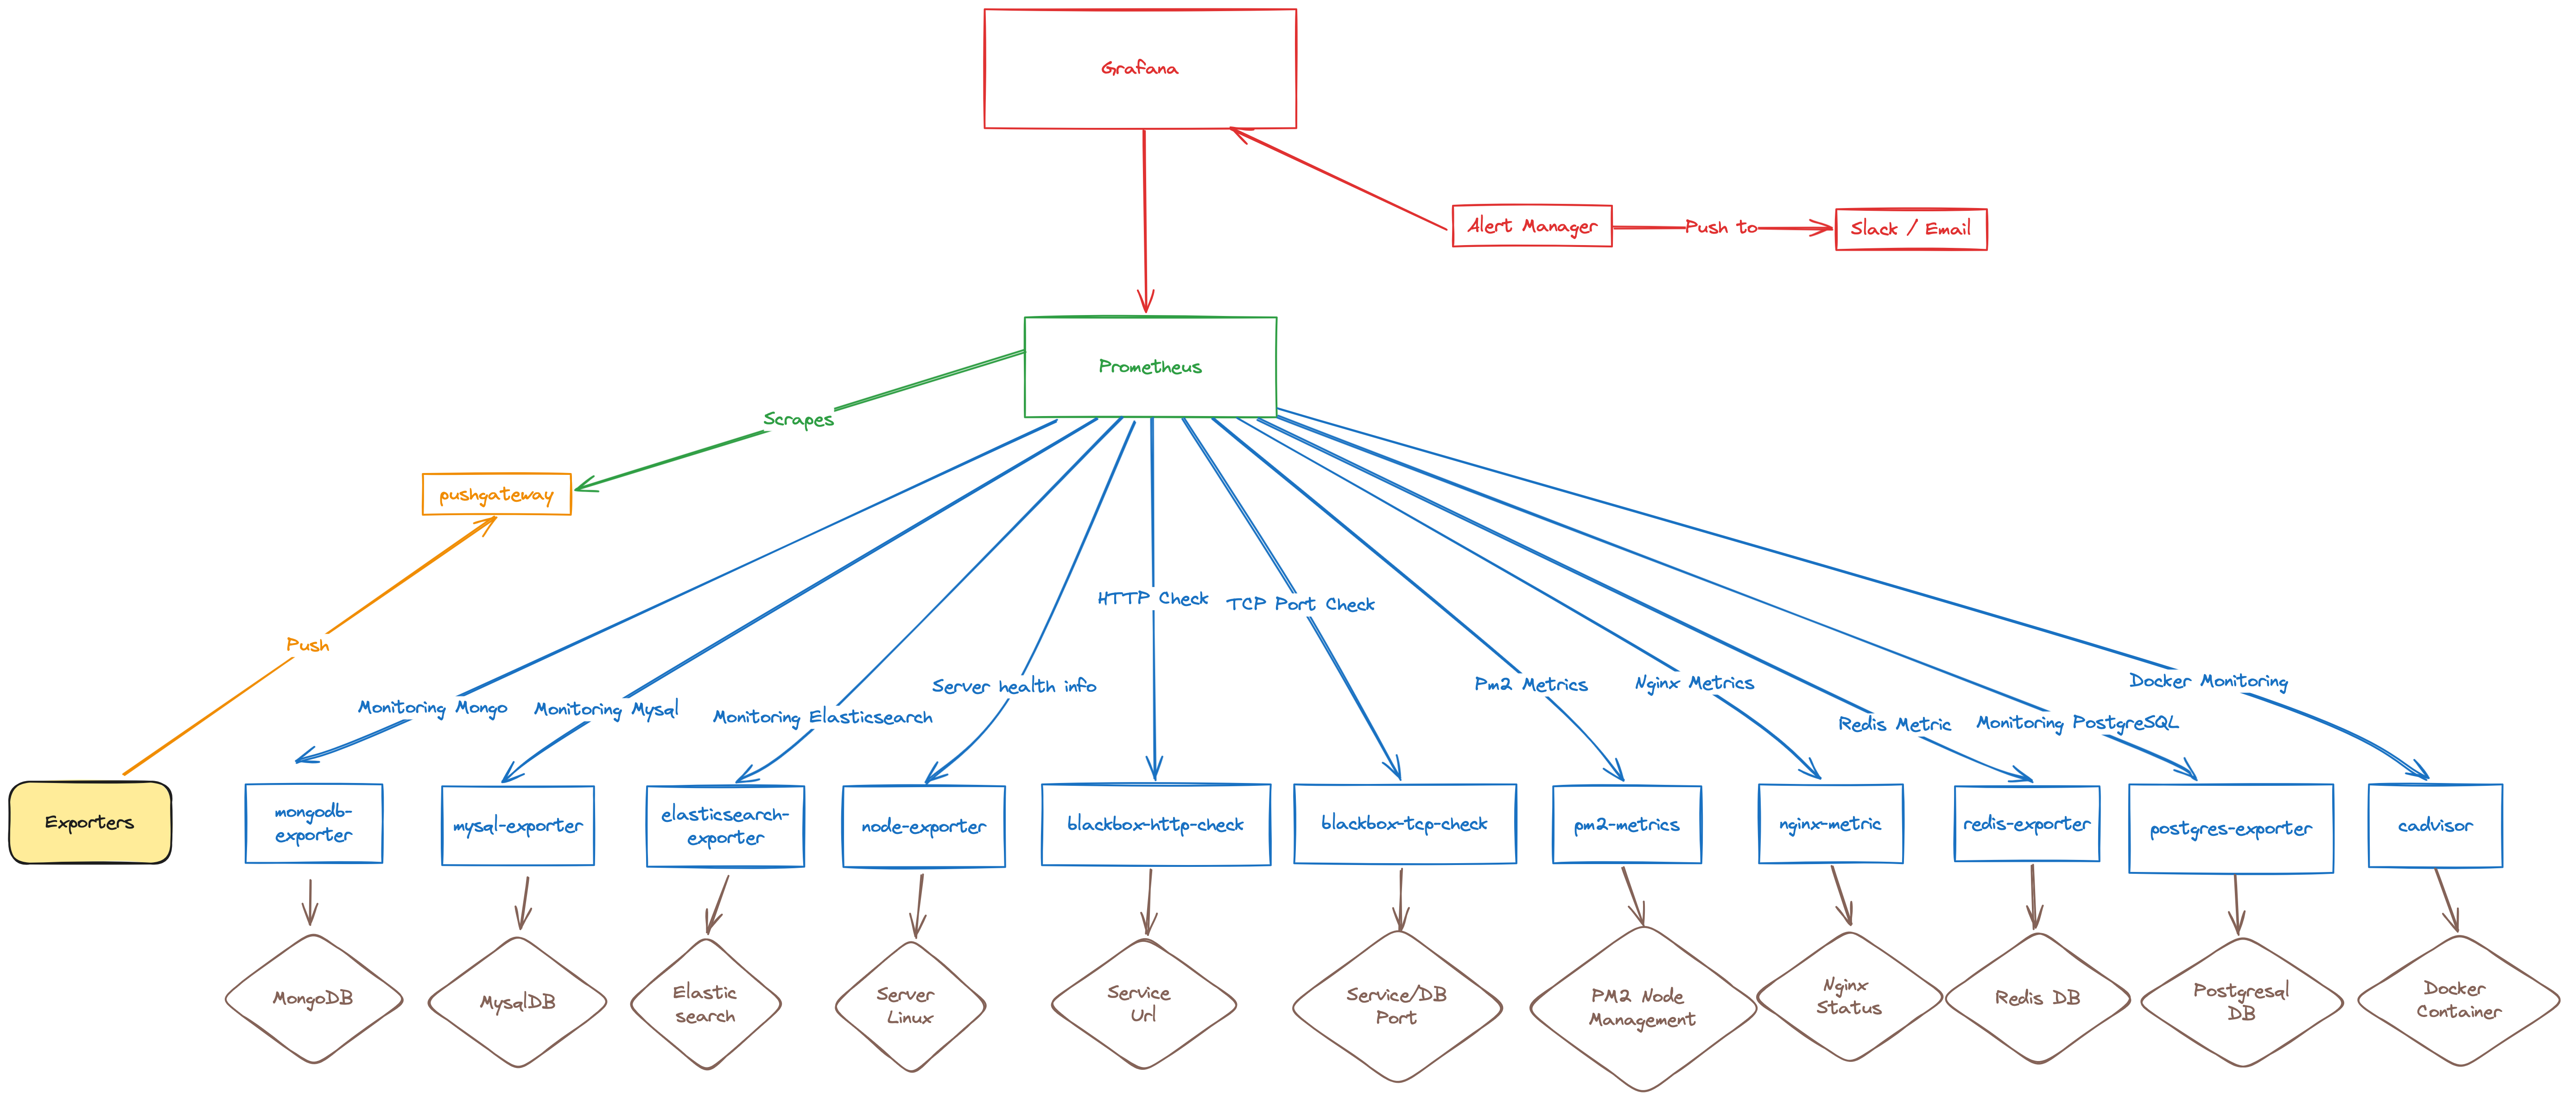 Grafana
Alert Manager
Push to
Slack / Email
Prometheus
Scrapes
pushgateway
Push
HTTP Check
TCP Port Check
Monitoring Mongo
Monitoring Mysql
Monitoring Elasticsearch
Server health info
Pm2 Metrics
Nginx Metrics
Redis Metric
Monitoring PostgreSQL
Docker Monitoring
Exporters
mongodb-
exporter
mysql-exporter
elasticsearch-
exporter
node-exporter
blackbox-http-check
blackbox-tcp-check
pm2-metrics
nginx-metric
redis-exporter
postgres-exporter
cadvisor
MongoDB
MysqlDB
Elastic
search
Server
Linux
Service
Url
Service/DB
Port
PM2 Node
Management
Nginx
Status
Redis DB
Postgresql
DB
Docker
Container